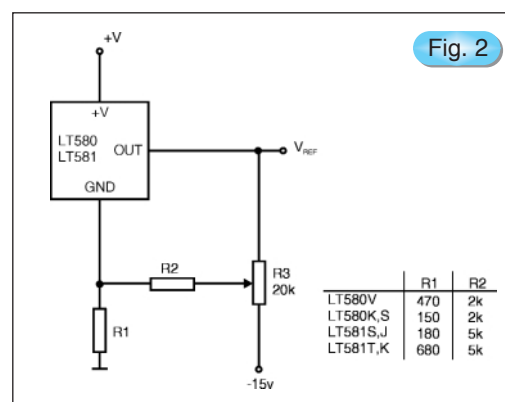 Fig. 2
+V
+V
LT580
LT581
OUT
GND
VREF
R2
R3
20k
R1
-15v
R1 R2
LT580V 470 2k
LT580K,S 150 2k
LT581S,J 180 5k
LT581T,K 680 5k